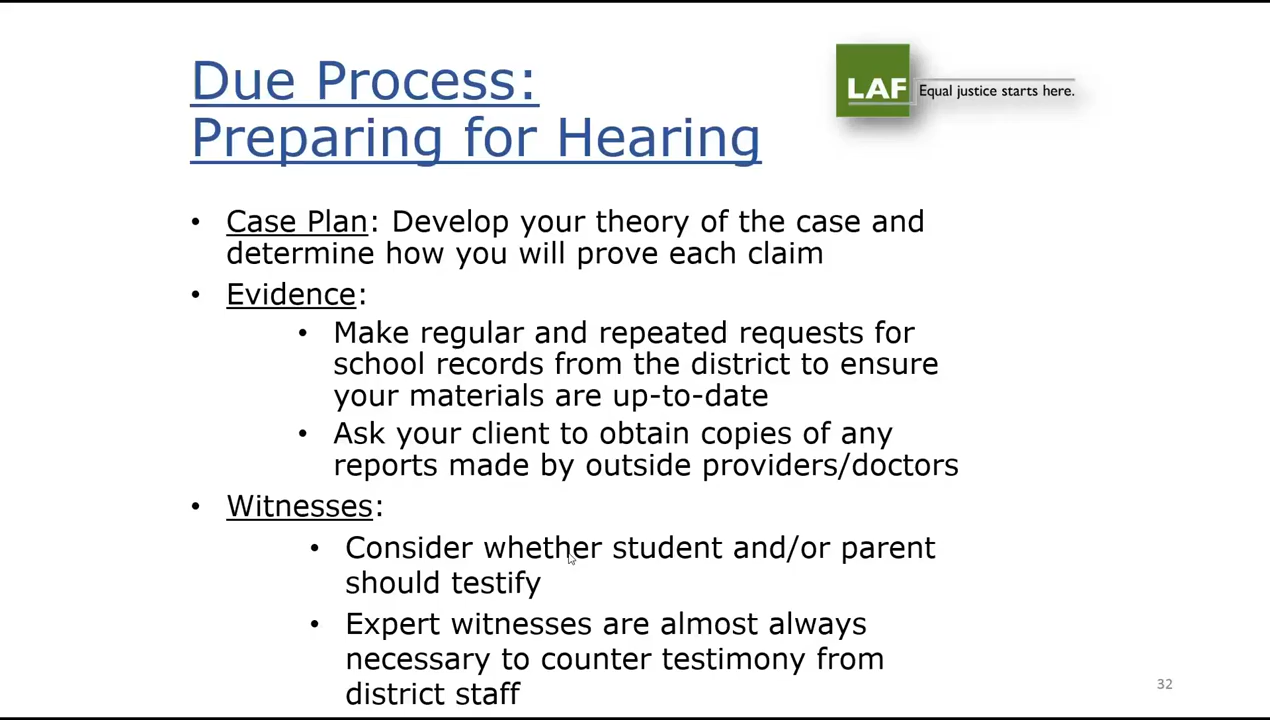 Due Process:
Preparing for Hearing
LAF Equal justice starts here.
• Case Plan: Develop your theory of the case and
determine how you will prove each claim
• Evidence:
• Make regular and repeated requests for
school records from the district to ensure
your materials are up-to-date
• Ask your client to obtain copies of any
reports made by outside providers/doctors
• Witnesses:
• Consider whether student and/or parent
should testify
• Expert witnesses are almost always
necessary to counter testimony from
district staff
32